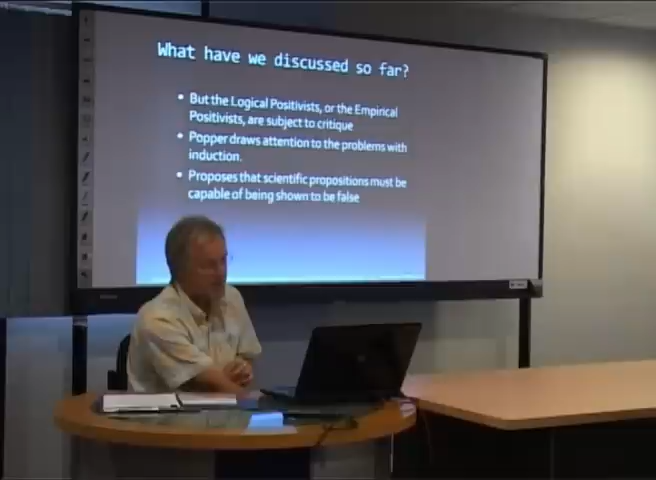 What have we discussed so far?
• But the Logical Positivists, or the Empirical
Positivists, are subject to critique
• Popper draws attention to the problems with
induction.
• Proposes that scientific propositions must be
capable of being shown to be false